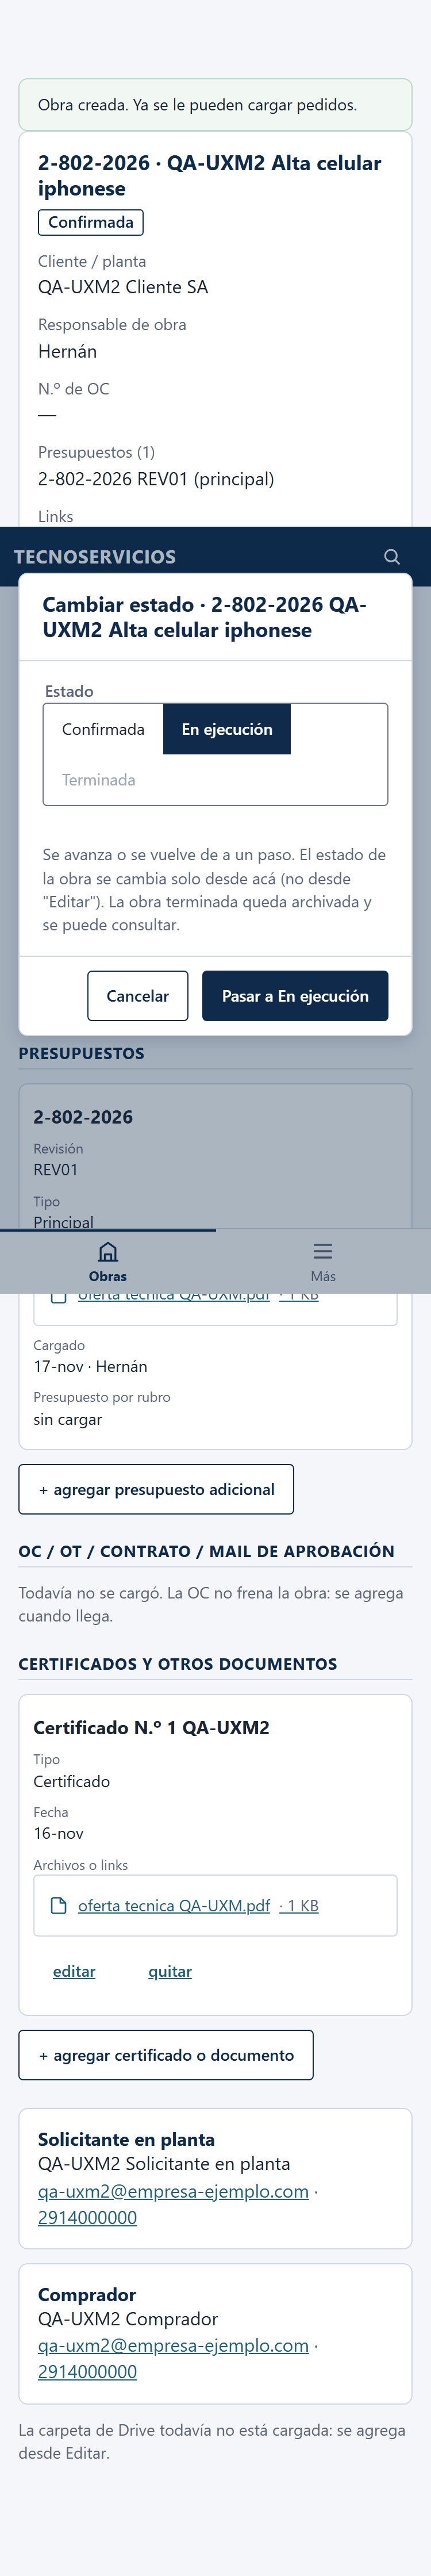 Obra creada. Ya se le pueden cargar pedidos.
2-802-2026 · QA-UXM2 Alta celular
iphonese
Confirmada
Cliente / planta
QA-UXM2 Cliente SA
Responsable de obra
Hernán
N.º de OC
—
Presupuestos (1)
2-802-2026 REV01 (principal)
Links
TECNOSERVICIOS
Cambiar estado · 2-802-2026 QA-
UXM2 Alta celular iphonese
Estado
Confirmada
En ejecución
Terminada
Se avanza o se vuelve de a un paso. El estado de
la obra se cambia solo desde acá (no desde
"Editar"). La obra terminada queda archivada y
se puede consultar.
Cancelar
Pasar a En ejecución
PRESUPUESTOS
2-802-2026
Revisión
REV01
Tipo
Principal
Obras
Más
oferta tecnica QA-UXM.pdf · 1 KB
Cargado
17-nov · Hernán
Presupuesto por rubro
sin cargar
+ agregar presupuesto adicional
OC / OT / CONTRATO / MAIL DE APROBACIÓN
Todavía no se cargó. La OC no frena la obra: se agrega
cuando llega.
CERTIFICADOS Y OTROS DOCUMENTOS
Certificado N.º 1 QA-UXM2
Tipo
Certificado
Fecha
16-nov
Archivos o links
oferta tecnica QA-UXM.pdf · 1 KB
editar
quitar
+ agregar certificado o documento
Solicitante en planta
QA-UXM2 Solicitante en planta
qa-uxm2@empresa-ejemplo.com ·
2914000000
Comprador
QA-UXM2 Comprador
qa-uxm2@empresa-ejemplo.com ·
2914000000
La carpeta de Drive todavía no está cargada: se agrega
desde Editar.